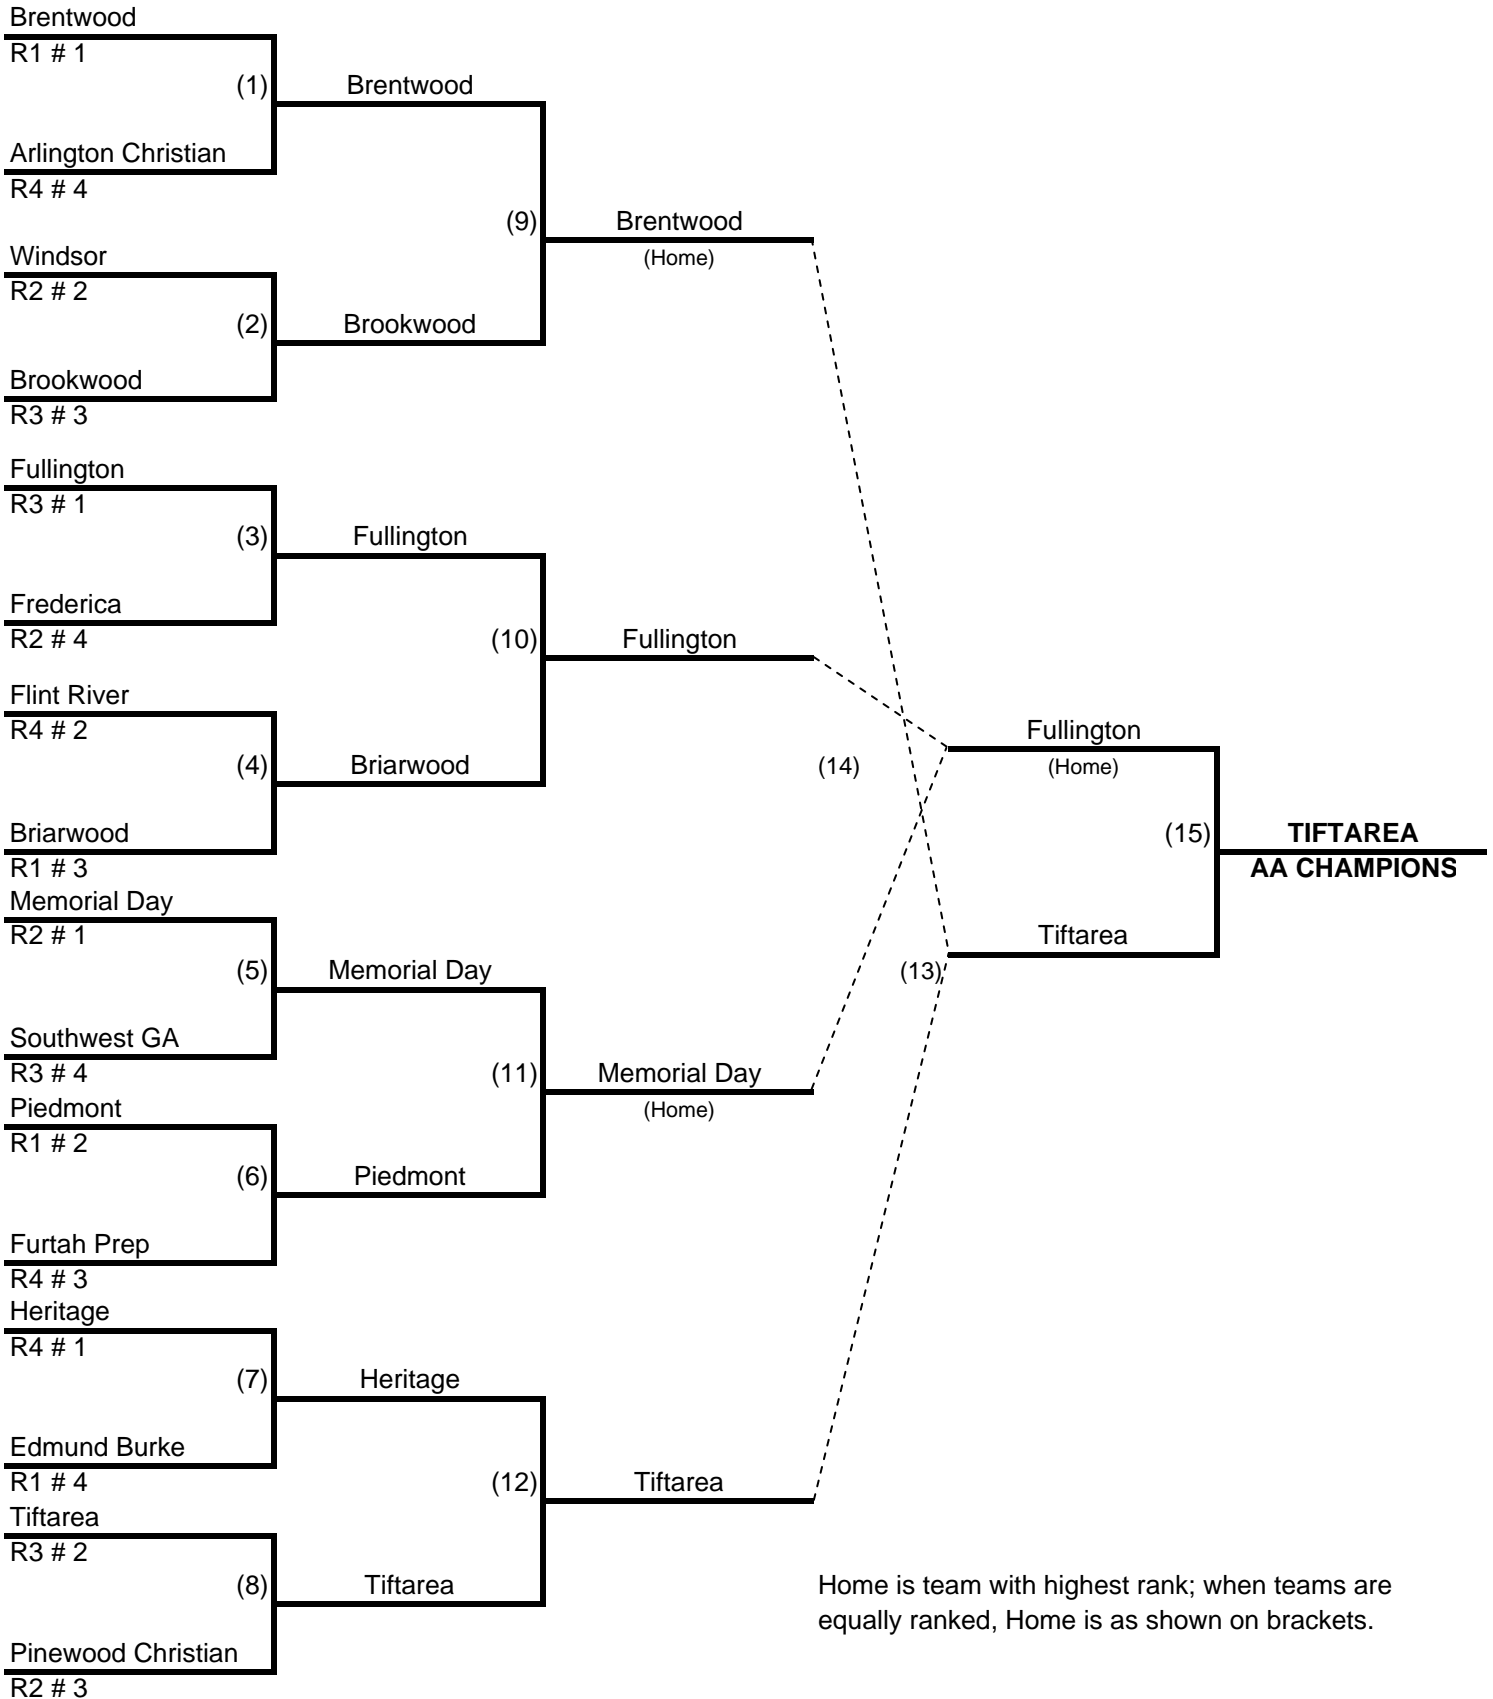 Brentwood
R1 # 1
(1)
Brentwood
Arlington Christian
R4 # 4
(9)
Brentwood
(Home)
Windsor
R2 # 2
(2)
Brookwood
Brookwood
R3 # 3
Fullington
R3 # 1
(3)
Fullington
Frederica
R2 # 4
(10)
Fullington
Flint River
R4 # 2
(4)
Briarwood
Briarwood
R1 # 3
(14)
Fullington
(Home)
(15)
TIFTAREA
AA CHAMPIONS
Memorial Day
R2 # 1
(5)
Memorial Day
Tiftarea
(13)
Southwest GA
R3 # 4
(11)
Memorial Day
(Home)
Piedmont
R1 # 2
(6)
Piedmont
Furtah Prep
R4 # 3
Heritage
R4 # 1
(7)
Heritage
Edmund Burke
R1 # 4
(12)
Tiftarea
Tiftarea
R3 # 2
(8)
Tiftarea
Pinewood Christian
R2 # 3
Home is team with highest rank; when teams are
equally ranked, Home is as shown on brackets.